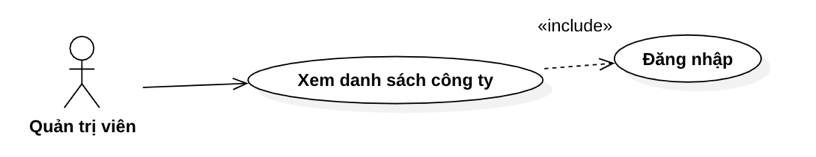 «include»
Đăng nhập
Xem danh sách công ty
Quản trị viên